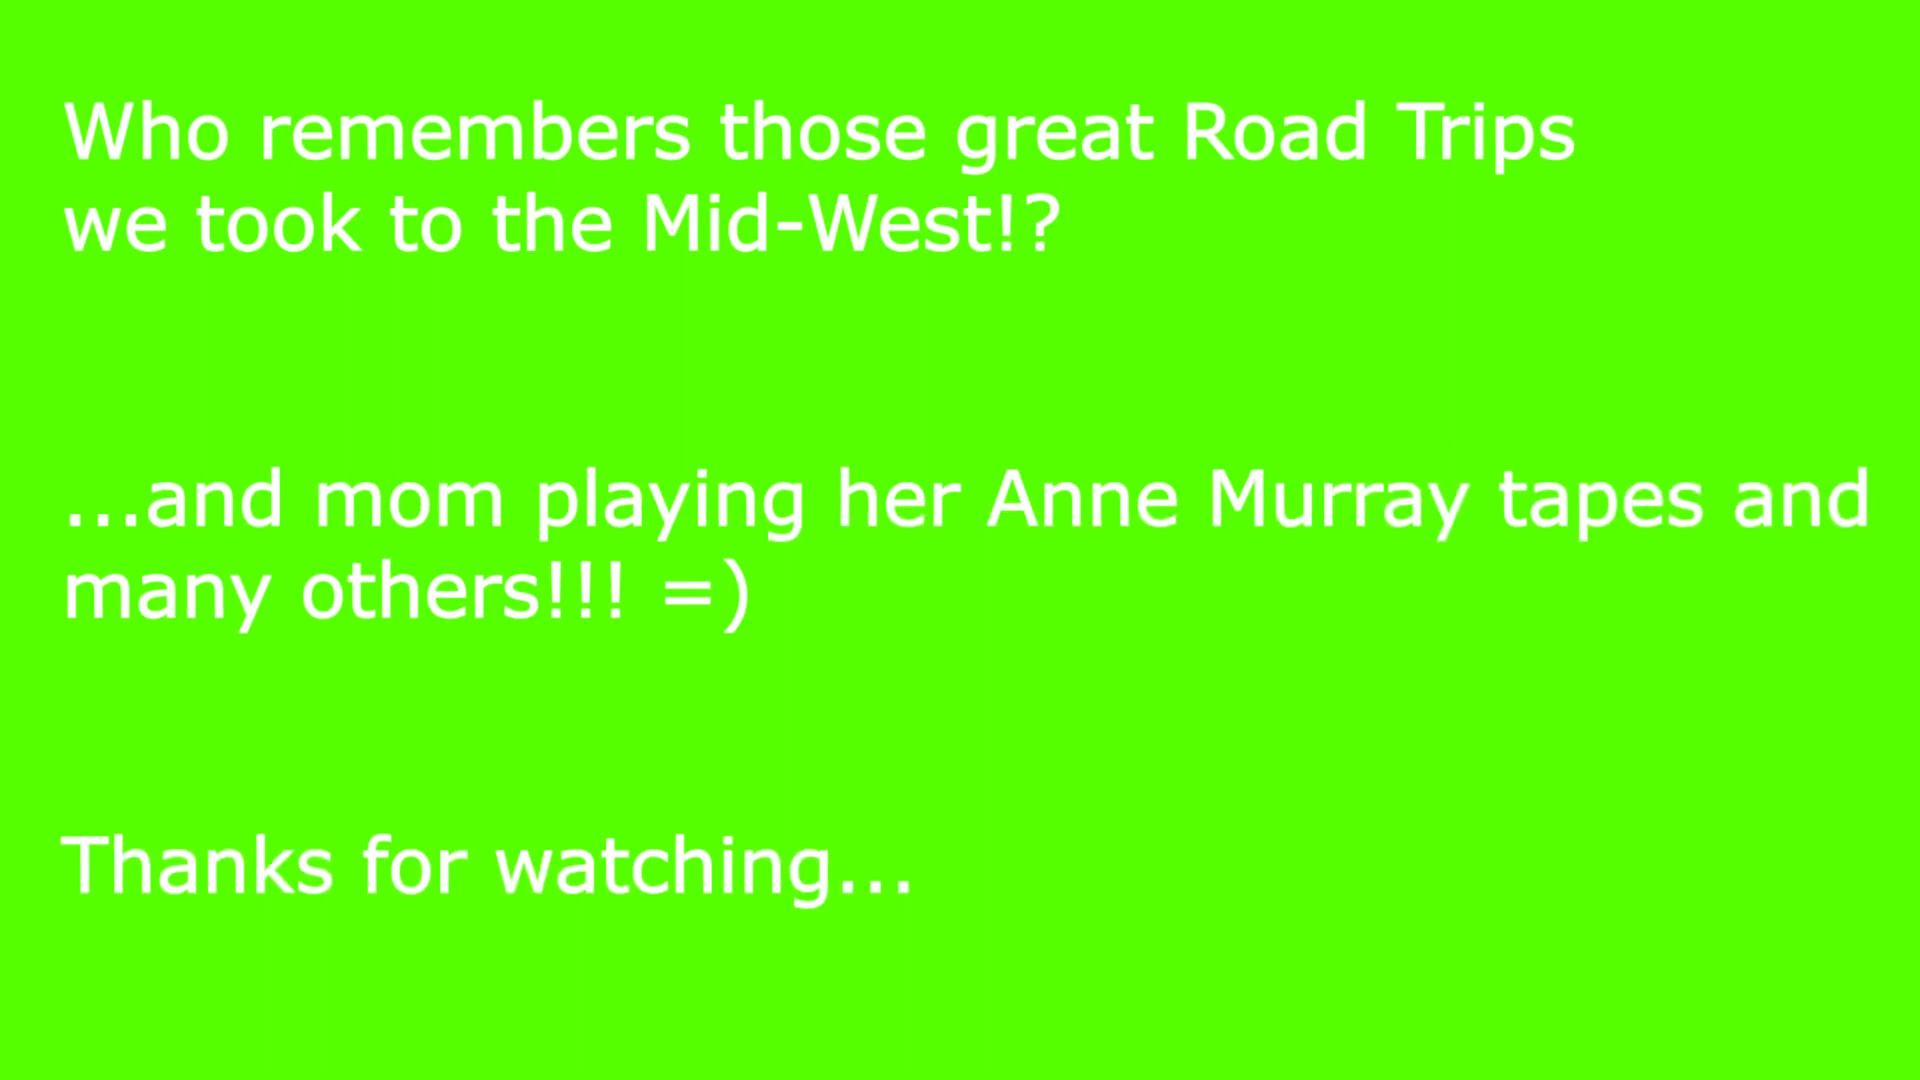 Who remembers those great Road Trips
we took to the Mid-West!?
...and mom playing her Anne Murray tapes and
many others!!! =)
Thanks for watching...